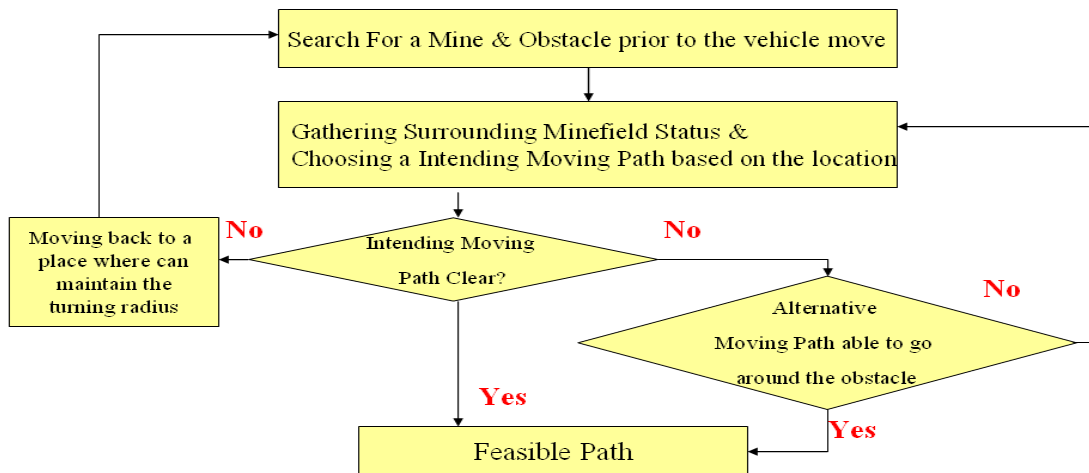 Search For a Mine & Obstacle prior to the vehicle move
Gathering Surrounding Minefield Status &
Choosing a Intending Moving Path based on the location
No
Moving back to a
place where can
maintain the
turning radius
Intending Moving
Path Clear?
No
No
Alternative
Moving Path able to go
around the obstacle
Yes
Yes
Feasible Path